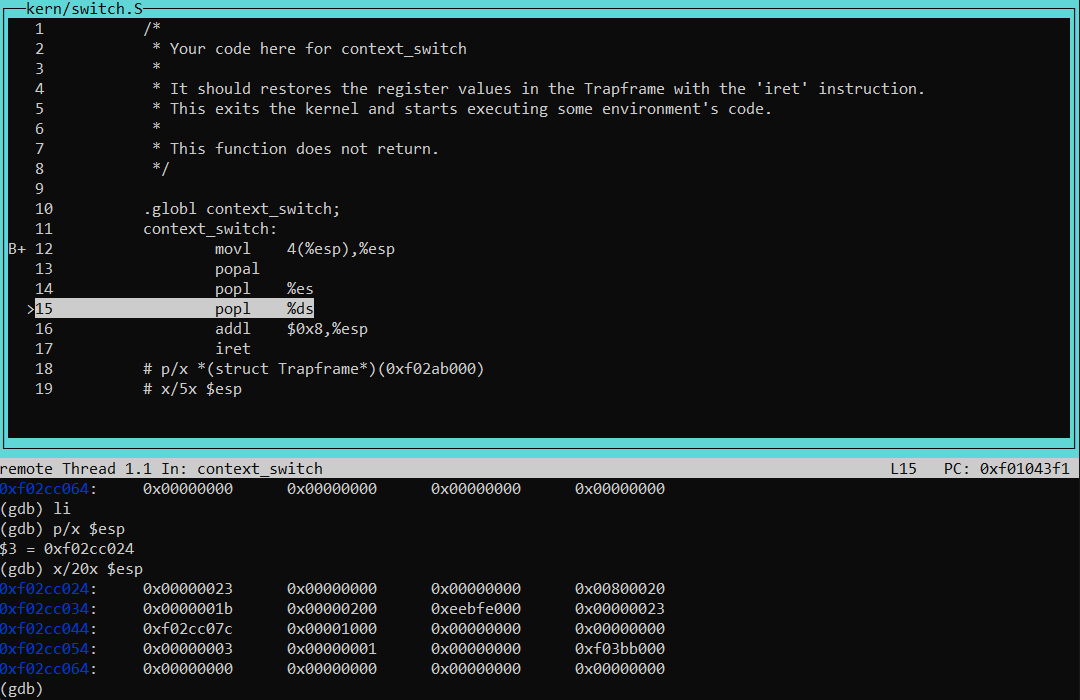 kern/switch.S
1 /*
2 * Your code here for context_switch
3 *
4 * It should restores the register values in the Trapframe with the 'iret' instruction.
5 * This exits the kernel and starts executing some environment's code.
6 *
7 * This function does not return.
8 */
9
10 .globl context_switch;
11 context_switch:
B+ 12 movl 4(%esp),%esp
13 popal
14 popl %es
>15 popl %ds
16 addl $0x8,%esp
17 iret
18 # p/x *(struct Trapframe*)(0xf02ab000)
19 # x/5x $esp
remote Thread 1.1 In: context_switch L15 PC: 0xf01043f1
0xf02cc064: 0x00000000 0x00000000 0x00000000 0x00000000
(gdb) li
(gdb) p/x $esp
$3 = 0xf02cc024
(gdb) x/20x $esp
0xf02cc024: 0x00000023 0x00000000 0x00000000 0x00800020
0xf02cc034: 0x0000001b 0x00000200 0xeebfe000 0x00000023
0xf02cc044: 0xf02cc07c 0x00001000 0x00000000 0x00000000
0xf02cc054: 0x00000003 0x00000001 0x00000000 0xf03bb000
0xf02cc064: 0x00000000 0x00000000 0x00000000 0x00000000
(gdb)